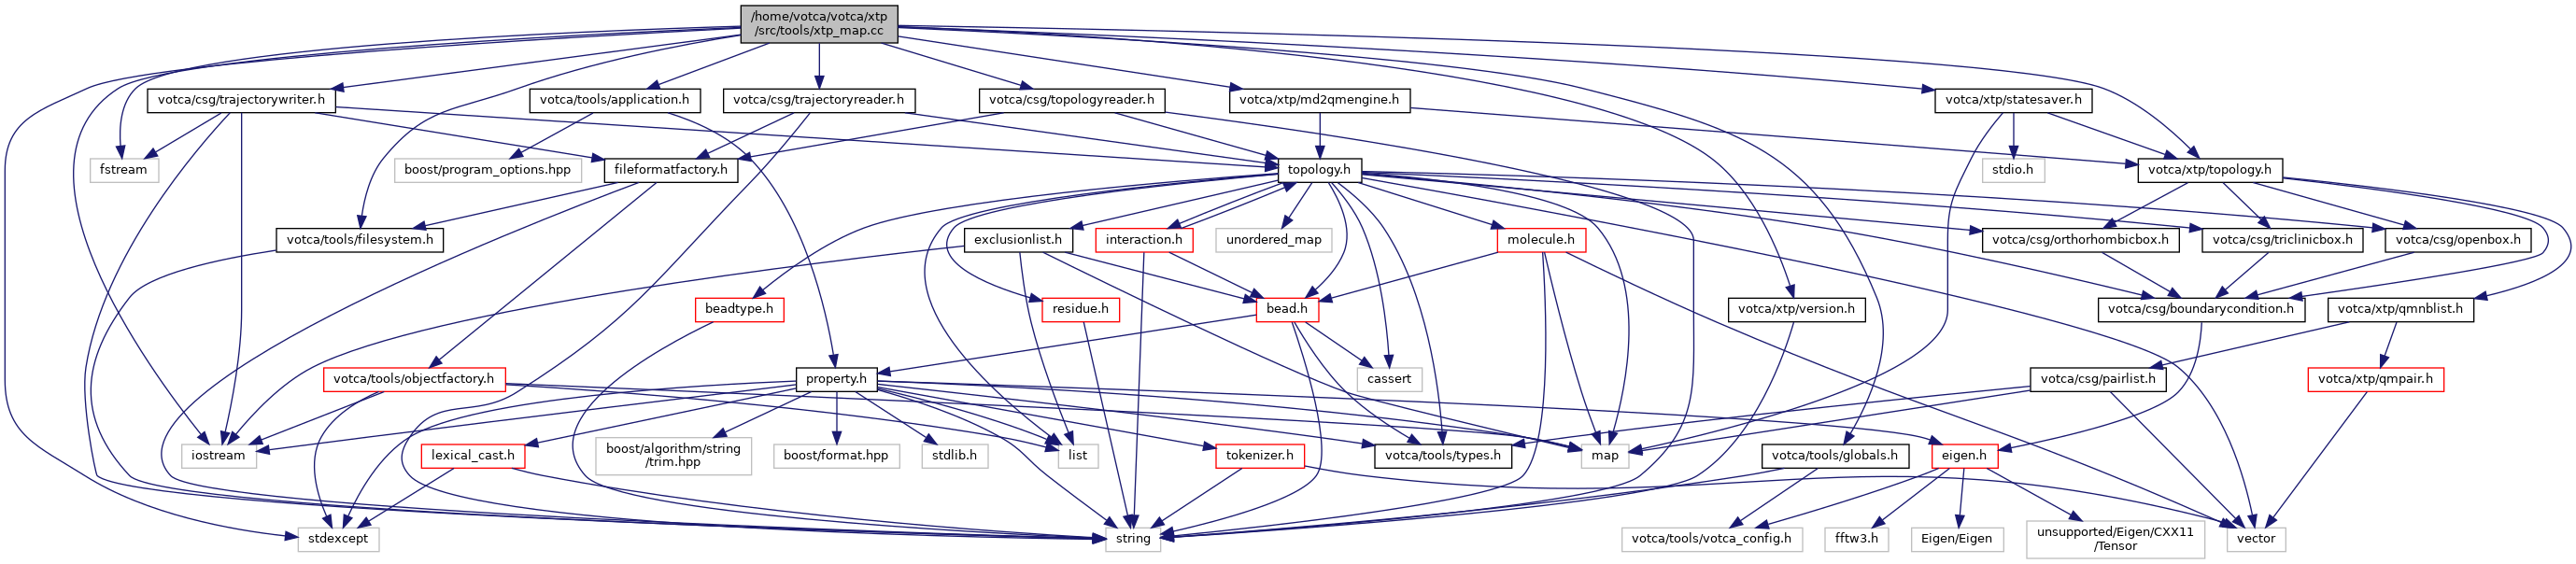 /home/votca/votca/xtp
/src/tools/xtp_map.cc
votca/csg/trajectorywriter.h
votca/tools/application.h
votca/csg/trajectoryreader.h
votca/csg/topologyreader.h
votca/xtp/md2qmengine.h
votca/xtp/statesaver.h
fstream
boost/program_options.hpp
fileformatfactory.h
topology.h
stdio.h
votca/xtp/topology.h
votca/tools/filesystem.h
exclusionlist.h
interaction.h
unordered_map
molecule.h
votca/csg/orthorhombicbox.h
votca/csg/triclinicbox.h
votca/csg/openbox.h
beadtype.h
residue.h
bead.h
votca/xtp/version.h
votca/csg/boundarycondition.h
votca/xtp/qmnblist.h
votca/tools/objectfactory.h
property.h
cassert
votca/csg/pairlist.h
votca/xtp/qmpair.h
iostream
lexical_cast.h
boost/algorithm/string
/trim.hpp
boost/format.hpp
stdlib.h
list
tokenizer.h
votca/tools/types.h
map
votca/tools/globals.h
eigen.h
stdexcept
string
votca/tools/votca_config.h
fftw3.h
Eigen/Eigen
unsupported/Eigen/CXX11
/Tensor
vector